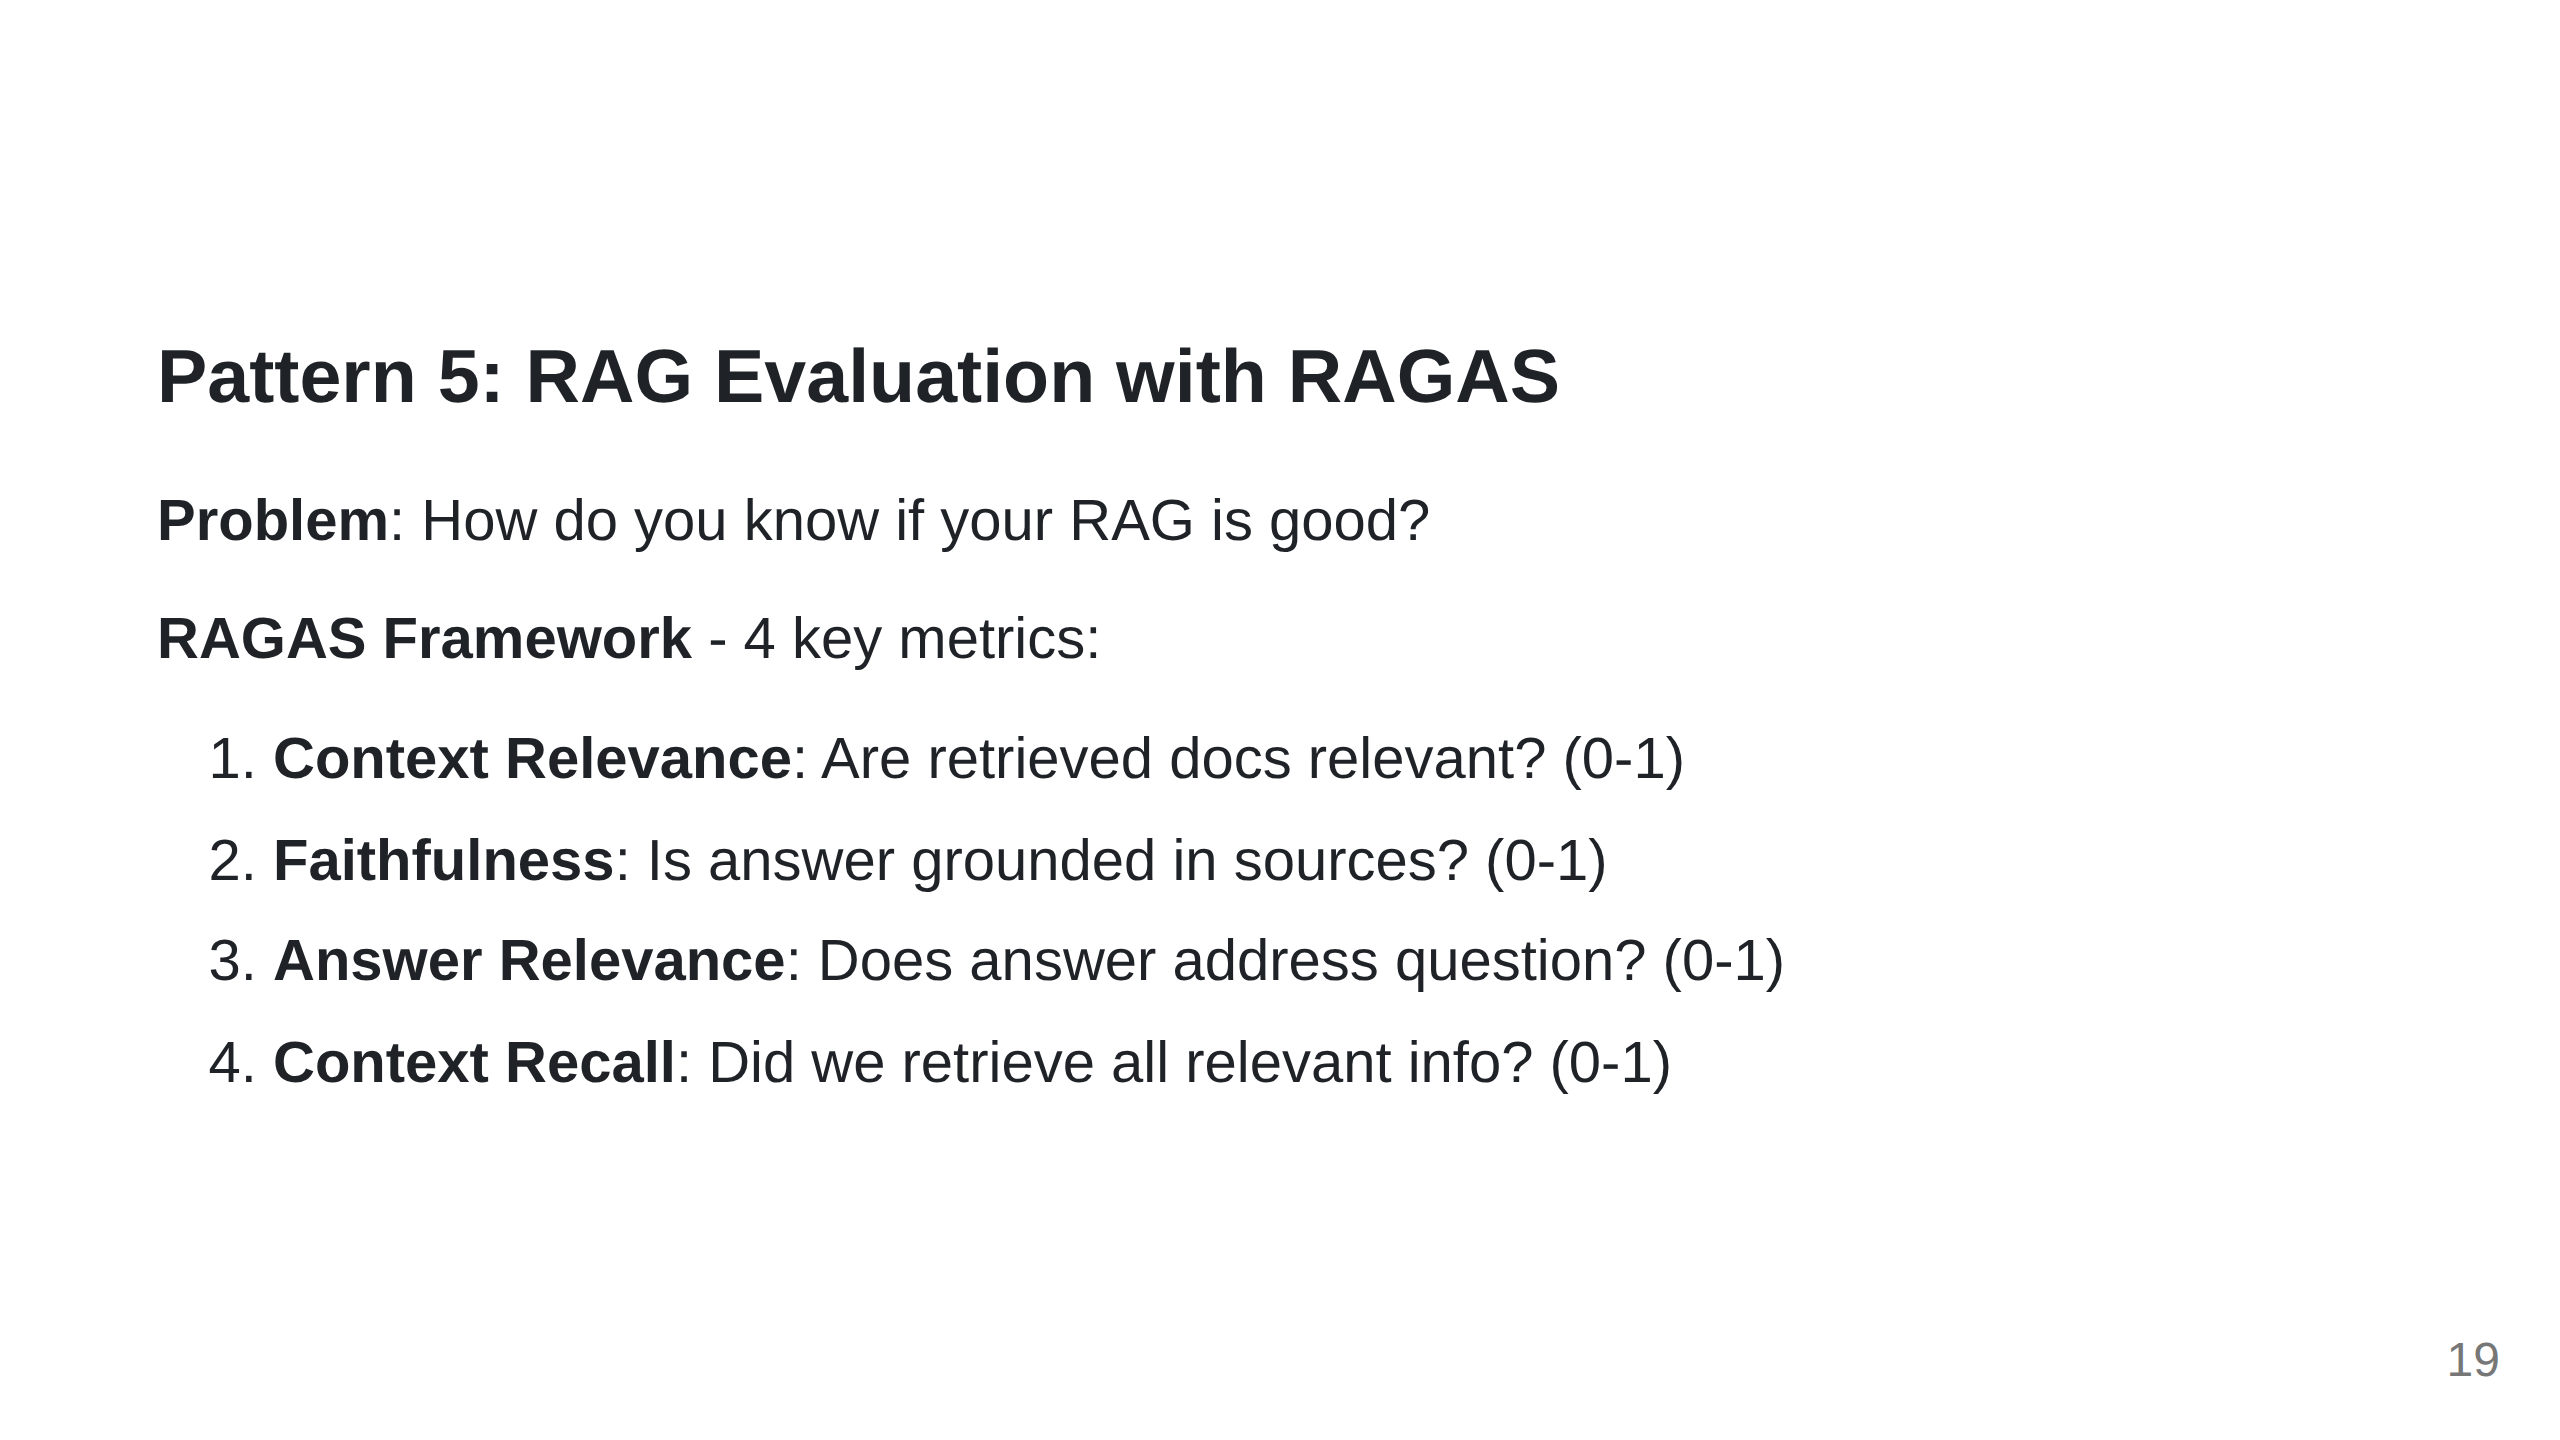 Pattern 5: RAG Evaluation with RAGAS
Problem: How do you know if your RAG is good?
RAGAS Framework - 4 key metrics:
1. Context Relevance: Are retrieved docs relevant? (0-1)
2. Faithfulness: Is answer grounded in sources? (0-1)
3. Answer Relevance: Does answer address question? (0-1)
4. Context Recall: Did we retrieve all relevant info? (0-1)
19